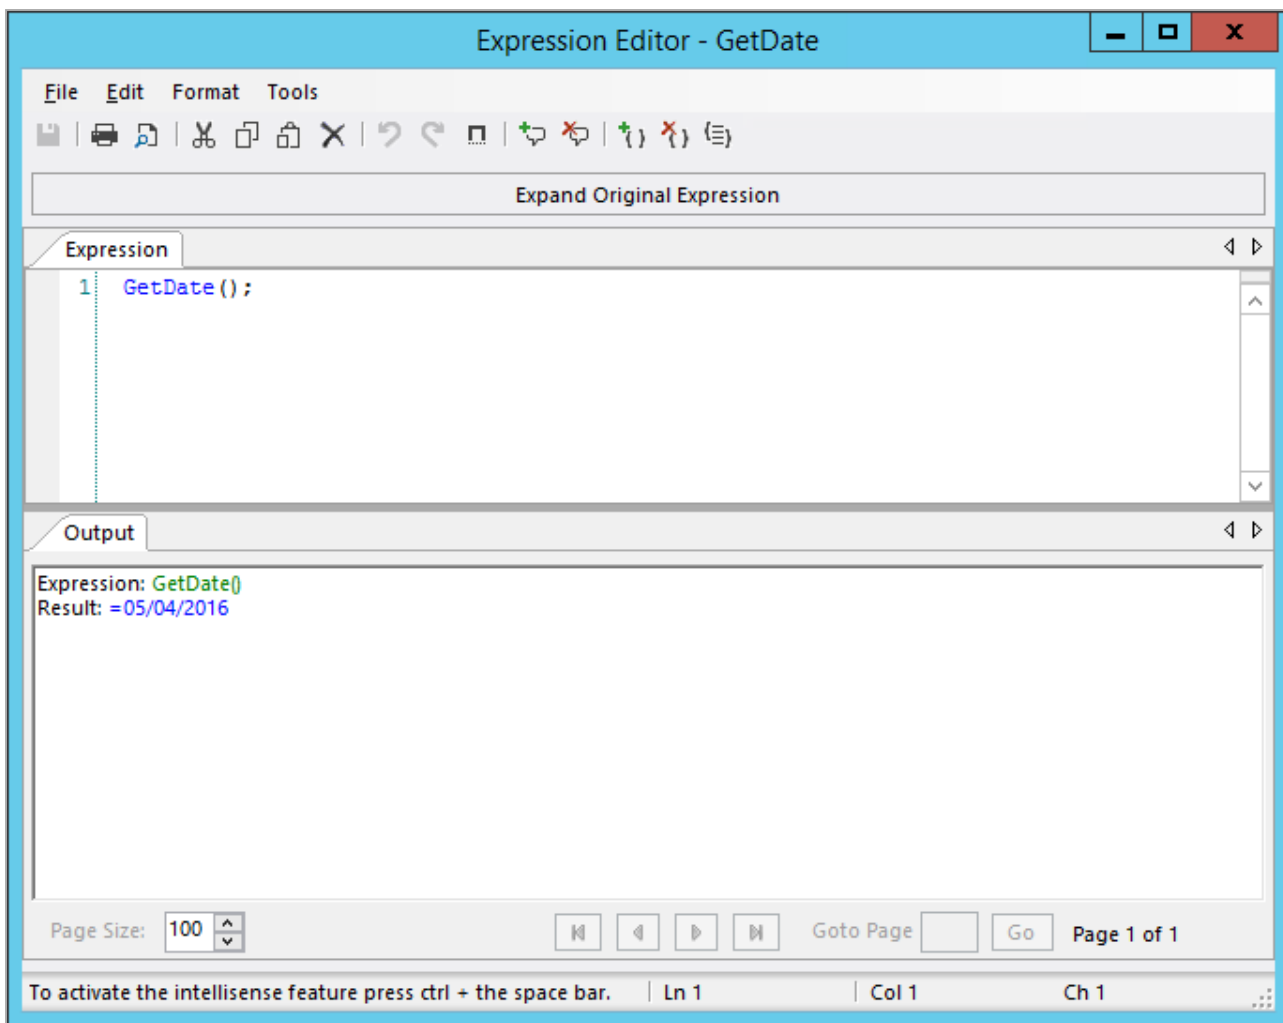 Expression Editor - GetDate
File Edit Format Tools
Expand Original Expression
Expression
1 GetDate();
Output
Expression: GetDate()
Result: =05/04/2016
Page Size: 100 Goto Page Go Page 1 of 1
To activate the intellisense feature press ctrl + the space bar. Ln 1 Col 1 Ch 1